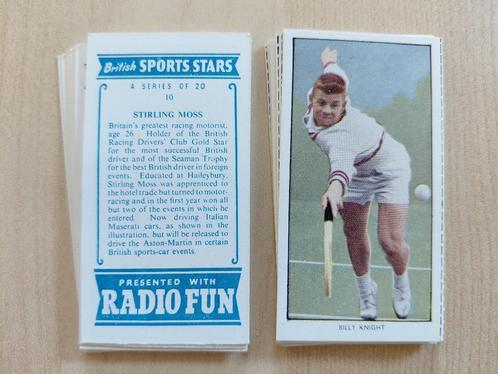 British SPORTS STARS
A SERIES OF 20
10
STIRLING MOSS
Britain's greatest racing motorist,
age 26. Holder of the British
Racing Drivers' Club Gold Star
for the most successful British
driver and of the Seaman Trophy
for the best British driver in foreign
events. Educated at Haileybury,
Stirling Moss was apprenticed to
the hotel trade but turned to motor-
racing and in the first year won all
but two of the events in which he
entered. Now driving Italian
Maserati cars, as shown in the
illustration, but will be released to
drive the Aston-Martin in certain
British sports-car events.
PRESENTED WITH
RADIO FUN
BILLY KNIGHT